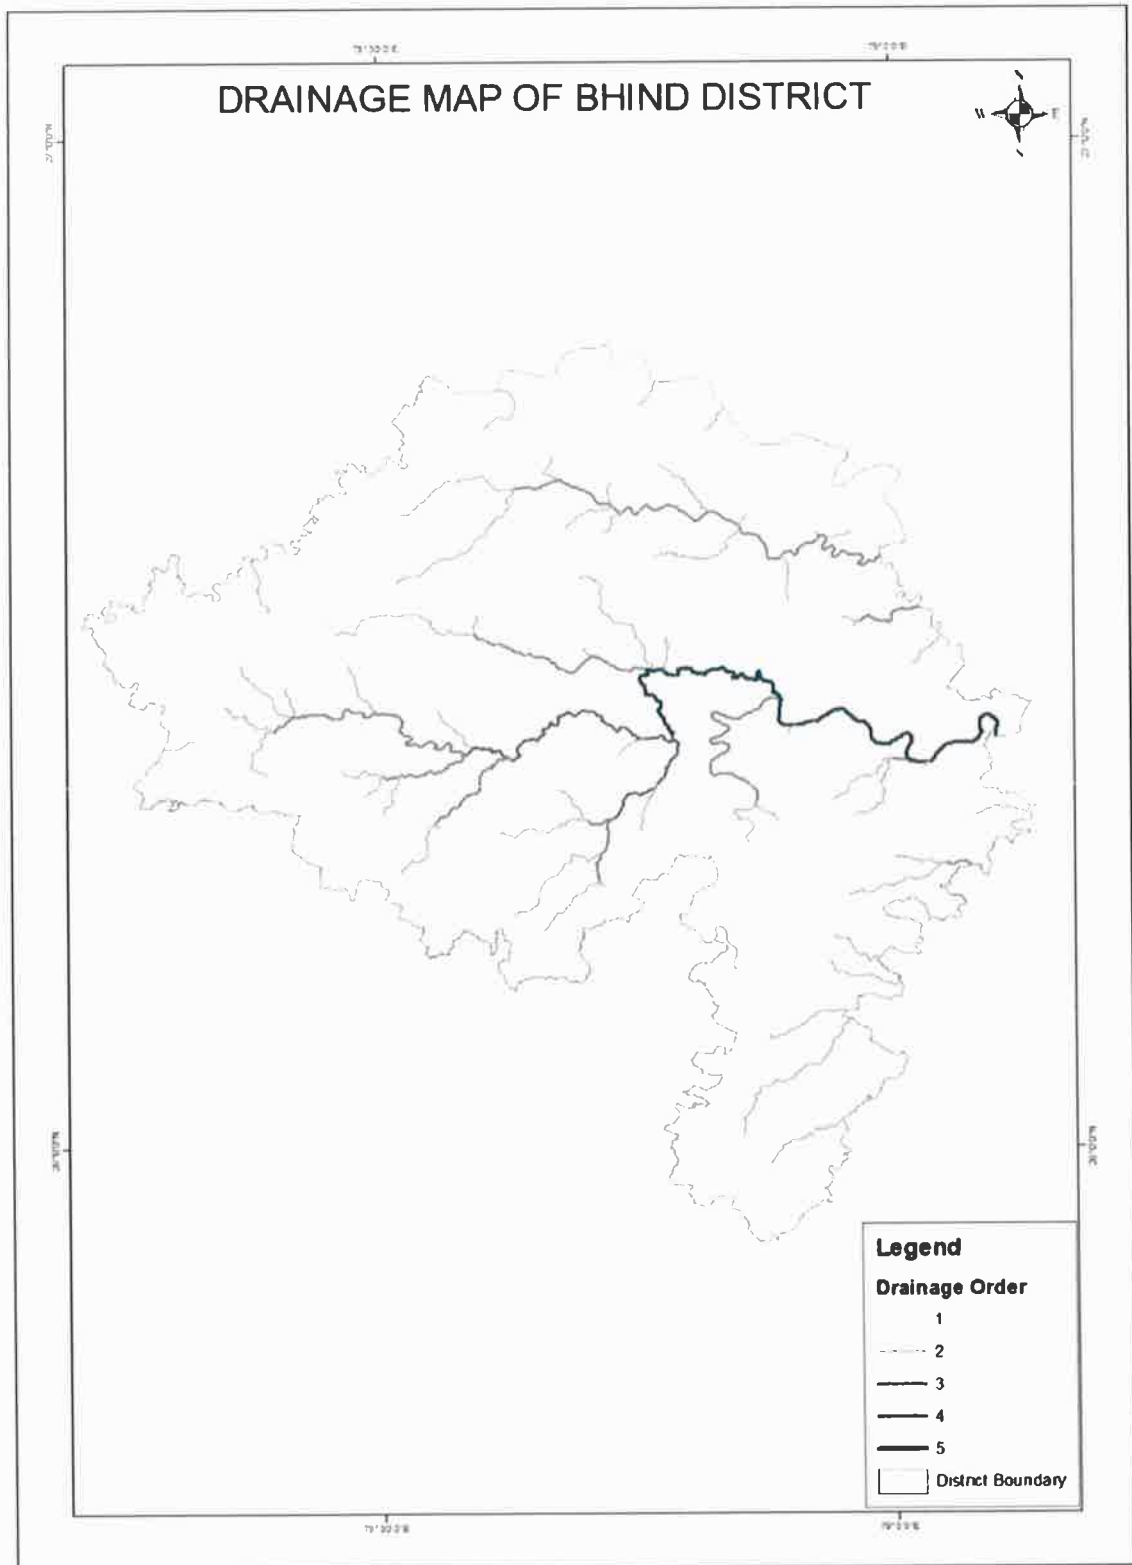 DRAINAGE MAP OF BHIND DISTRICT
W E
Legend
Drainage Order
1
2
3
4
5
District Boundary